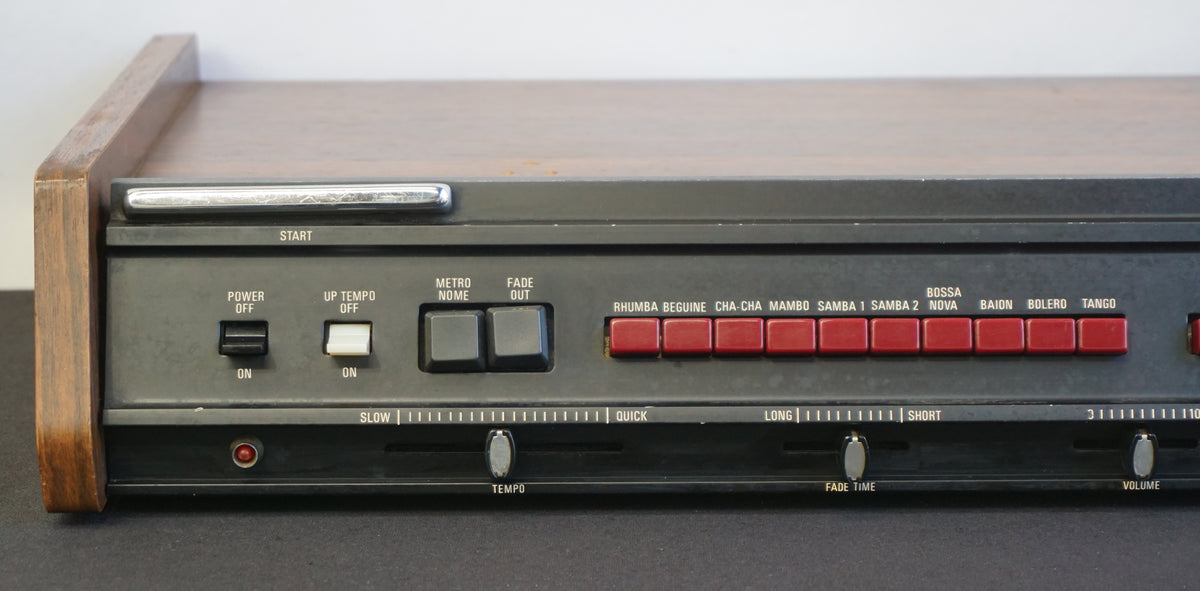 START
POWER
OFF
ON
UP TEMPO
OFF
ON
METRO
NOME
FADE
OUT
RHUMBA
BEGUINE
CHA-CHA
MAMBO
SAMBA 1
SAMBA 2
BOSSA
NOVA
BAION
BOLERO
TANGO
SLOW
QUICK
LONG
SHORT
10
TEMPO
FADE TIME
VOLUME